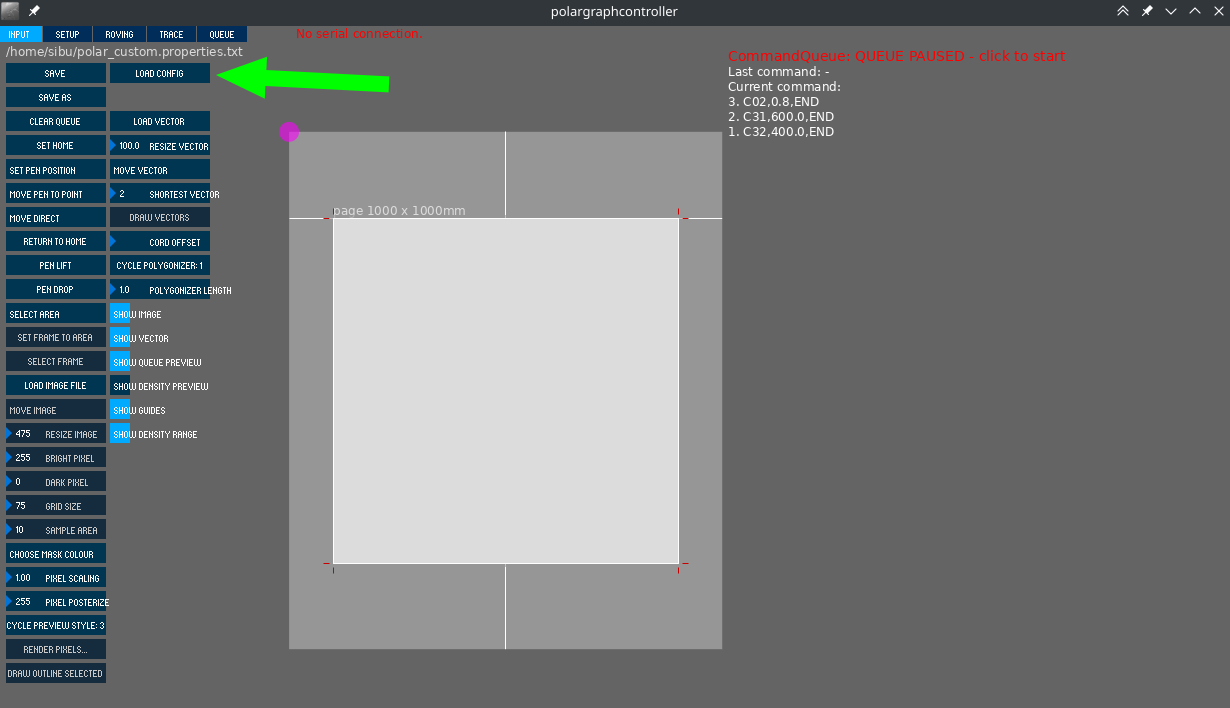 polargraphcontroller
INPUT SETUP ROVING TRACE QUEUE
No serial connection.
/home/sibu/polar_custom.properties.txt
SAVE LOAD CONFIG
SAVE AS
CLEAR QUEUE LOAD VECTOR
SET HOME 100.0 RESIZE VECTOR
SET PEN POSITION MOVE VECTOR
MOVE PEN TO POINT 2 SHORTEST VECTOR
MOVE DIRECT DRAW VECTORS
RETURN TO HOME CORD OFFSET
PEN LIFT CYCLE POLYGONIZER: 1
PEN DROP 1.0 POLYGONIZER LENGTH
SELECT AREA SHOW IMAGE
SET FRAME TO AREA SHOW VECTOR
SELECT FRAME SHOW QUEUE PREVIEW
LOAD IMAGE FILE SHOW DENSITY PREVIEW
MOVE IMAGE SHOW GUIDES
475 RESIZE IMAGE SHOW DENSITY RANGE
255 BRIGHT PIXEL
0 DARK PIXEL
75 GRID SIZE
10 SAMPLE AREA
CHOOSE MASK COLOUR
1.00 PIXEL SCALING
255 PIXEL POSTERIZE
CYCLE PREVIEW STYLE: 3
RENDER PIXELS...
DRAW OUTLINE SELECTED
page 1000 x 1000mm
CommandQueue: QUEUE PAUSED - click to start
Last command: -
Current command:
3. C02,0.8,END
2. C31,600.0,END
1. C32,400.0,END